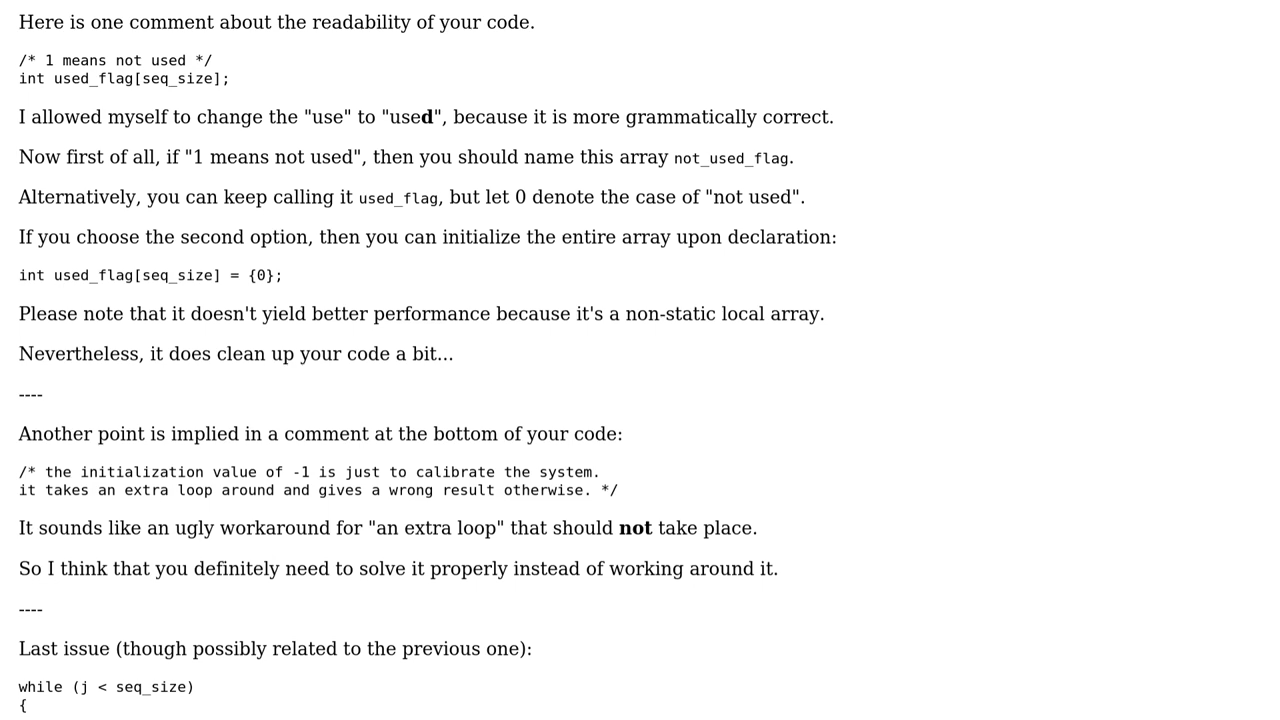 Here is one comment about the readability of your code.
/* 1 means not used */
int used_flag[seq_size];
I allowed myself to change the "use" to "used", because it is more grammatically correct.
Now first of all, if "1 means not used", then you should name this array not_used_flag.
Alternatively, you can keep calling it used_flag, but let 0 denote the case of "not used".
If you choose the second option, then you can initialize the entire array upon declaration:
int used_flag[seq_size] = {0};
Please note that it doesn't yield better performance because it's a non-static local array.
Nevertheless, it does clean up your code a bit...
----
Another point is implied in a comment at the bottom of your code:
/* the initialization value of -1 is just to calibrate the system.
it takes an extra loop around and gives a wrong result otherwise. */
It sounds like an ugly workaround for "an extra loop" that should not take place.
So I think that you definitely need to solve it properly instead of working around it.
----
Last issue (though possibly related to the previous one):
while (j < seq_size)
{